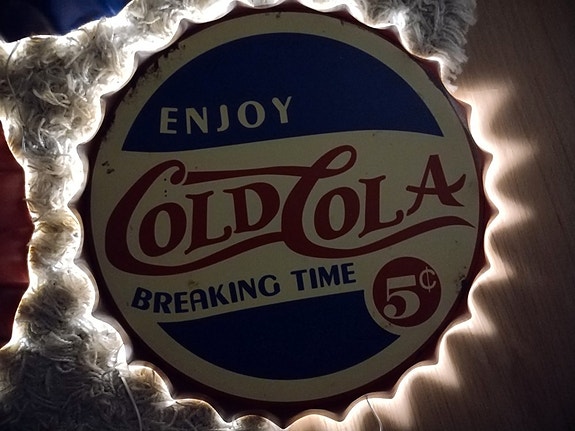 ENJOY
COLD COLA
BREAKING TIME
5¢